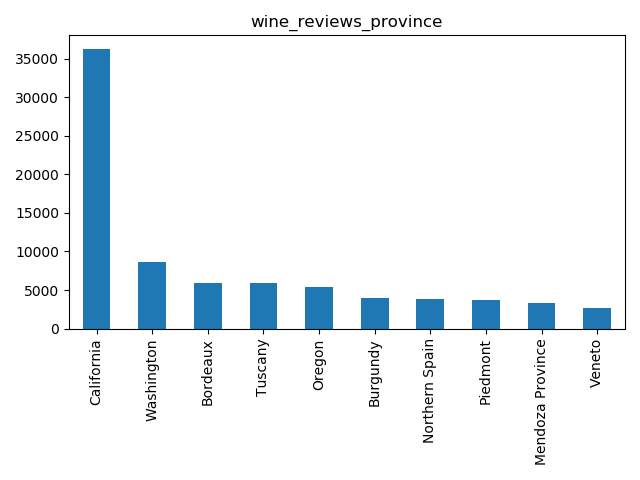 wine_reviews_province
35000
30000
25000
20000
15000
10000
5000
0
California
Washington
Bordeaux
Tuscany
Oregon
Burgundy
Northern Spain
Piedmont
Mendoza Province
Veneto